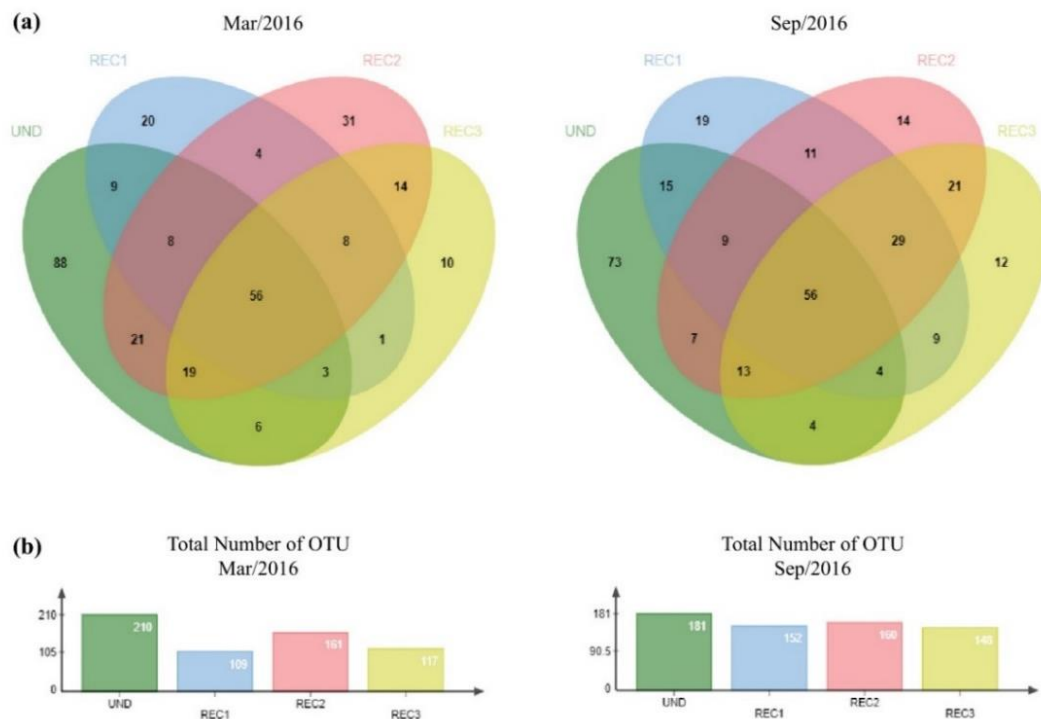 (a)
Mar/2016
REC1
REC2
UND
REC3
20
31
4
9
14
8
8
88
10
56
21
1
19
3
6
Sep/2016
REC1
REC2
UND
REC3
19
14
11
15
21
9
29
73
12
56
7
9
13
4
4
(b)
Total Number of OTU
Mar/2016
210
105
0
210
109
161
117
UND
REC1
REC2
REC3
Total Number of OTU
Sep/2016
181
90.5
0
181
152
160
148
UND
REC1
REC2
REC3